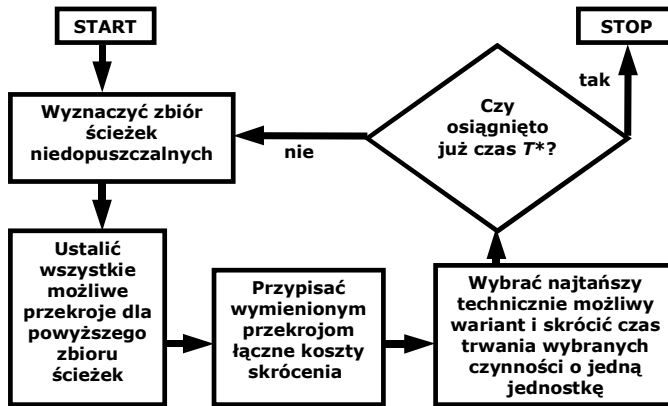 START
STOP
tak
Wyznaczyć zbiór
ścieżek
niedopuszczalnych
nie
Czy
osiągnięto
już czas T*?
Ustalić
wszystkie
możliwe
przekroje dla
powyższego
zbioru
ścieżek
Przypisać
wymienionym
przekrojom
łączne koszty
skrócenia
Wybrać najtańszy
technicznie możliwy
wariant i skrócić czas
trwania wybranych
czynności o jedną
jednostkę